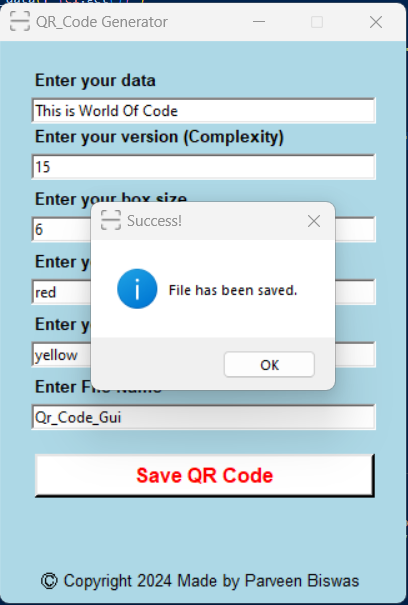 QR_Code Generator
Enter your data
This is World Of Code
Enter your version (Complexity)
15
Enter your box size
6
Success!
Enter
red
File has been saved.
Enter
yellow
OK
Enter File Name
Qr_Code_Gui
Save QR Code
© Copyright 2024 Made by Parveen Biswas